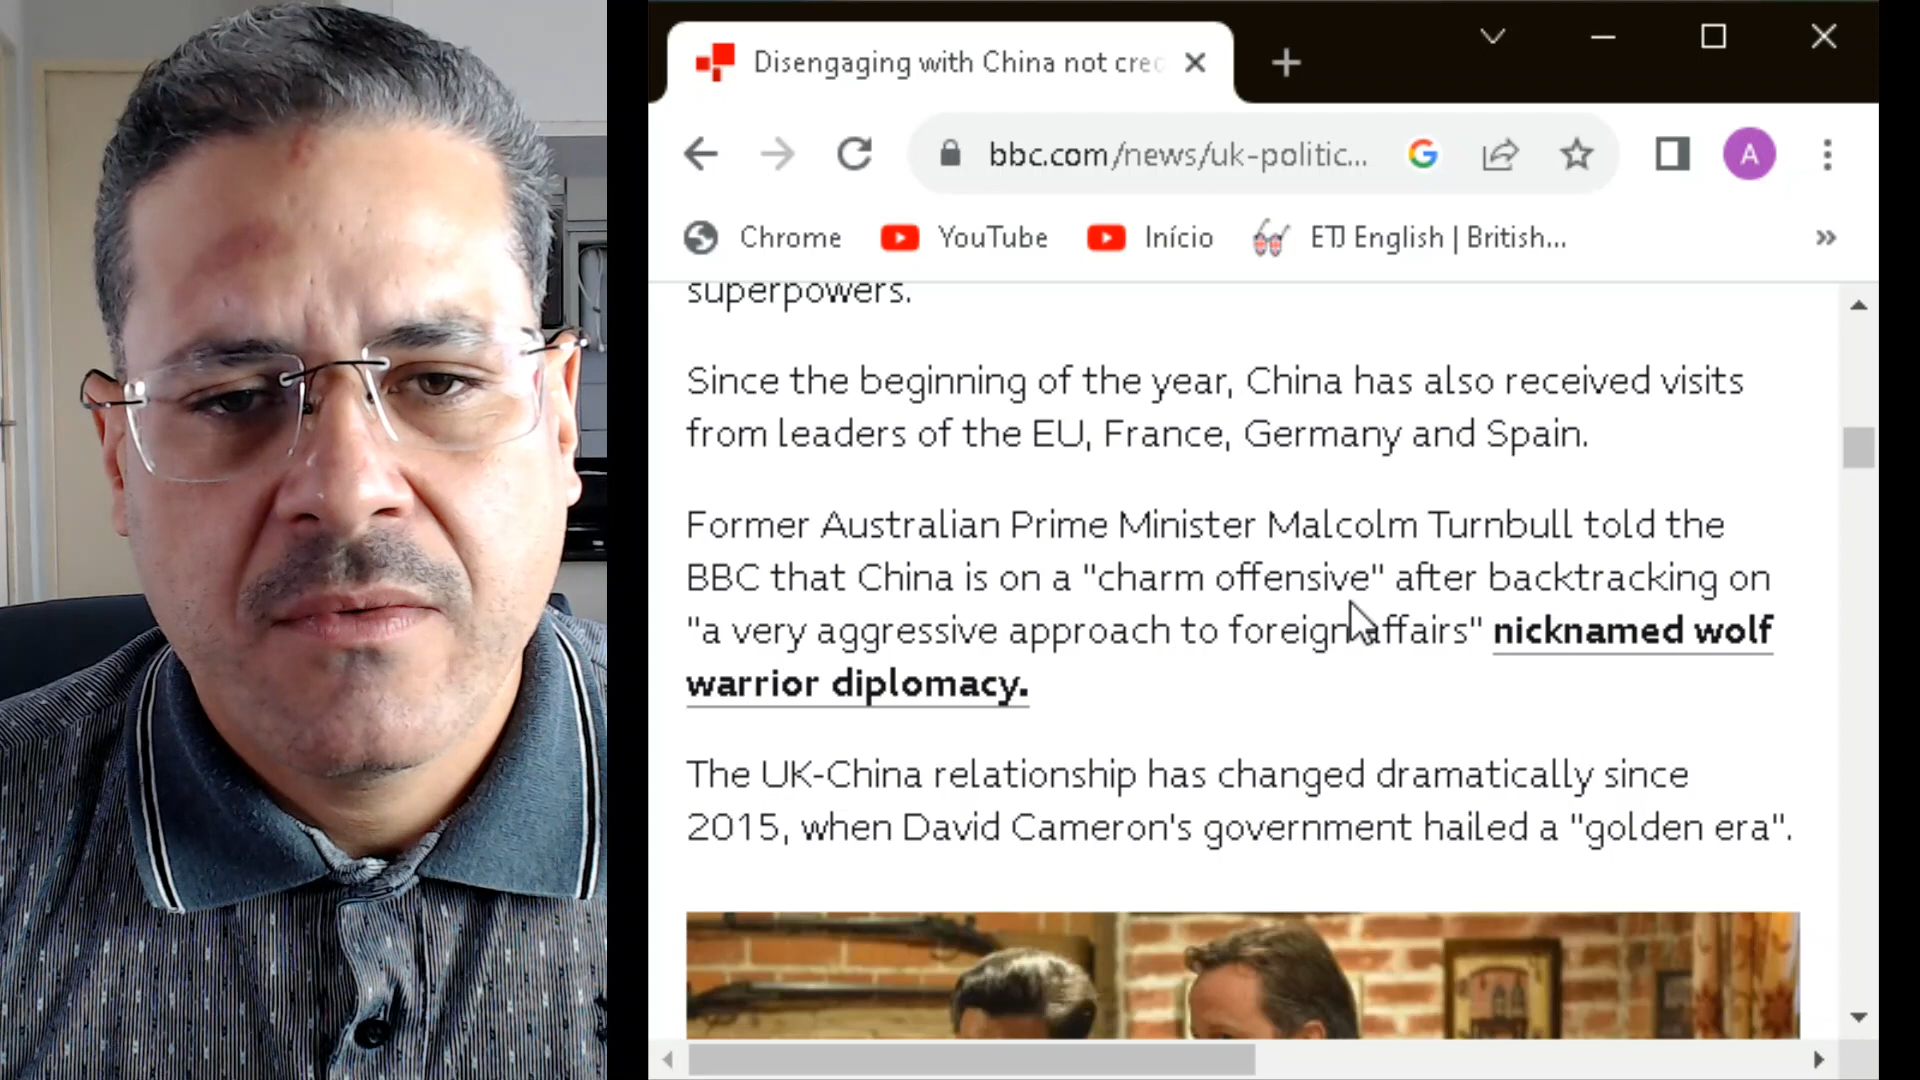 Disengaging with China not cred
bbc.com/news/uk-politic...
A
Chrome
YouTube
Início
ETJ English | British...
superpowers.
Since the beginning of the year, China has also received visits
from leaders of the EU, France, Germany and Spain.
Former Australian Prime Minister Malcolm Turnbull told the
BBC that China is on a "charm offensive" after backtracking on
"a very aggressive approach to foreign affairs" nicknamed wolf
warrior diplomacy.
The UK-China relationship has changed dramatically since
2015, when David Cameron's government hailed a "golden era".